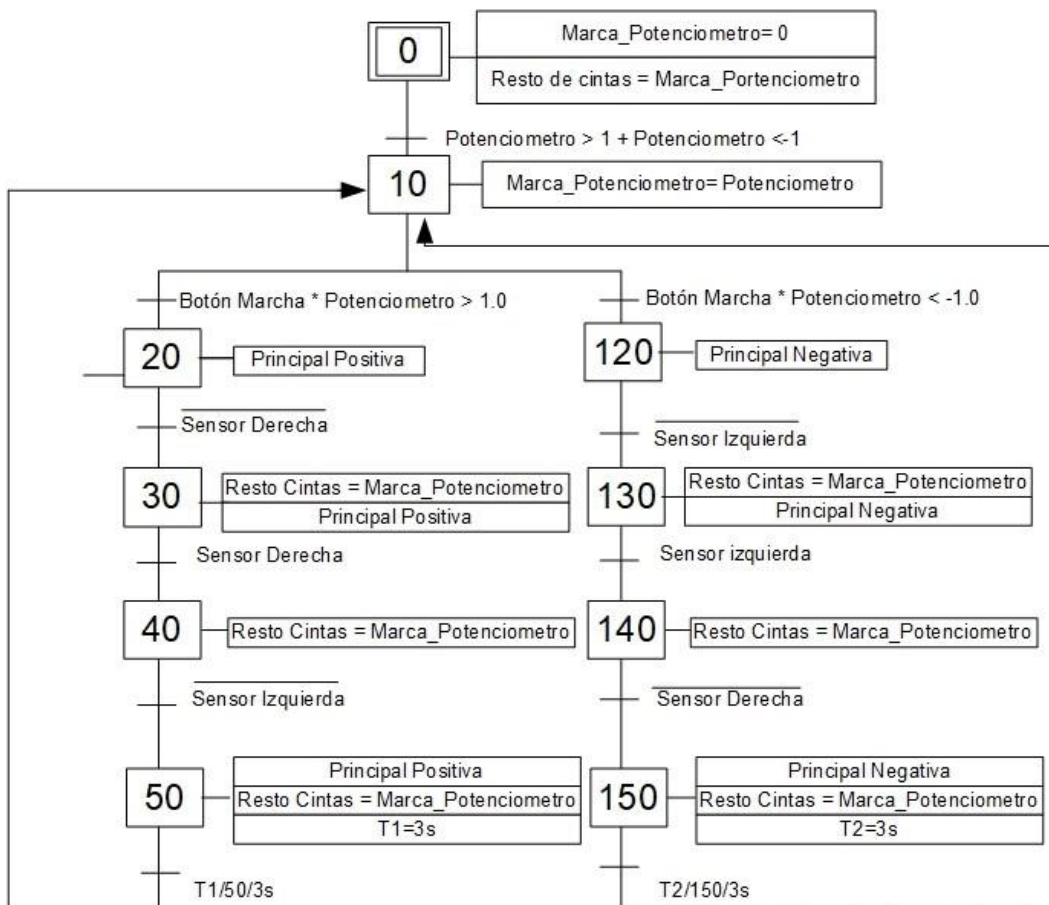 0
Marca_Potenciometro= 0
Resto de cintas = Marca_Portenciometro
Potenciometro > 1 + Potenciometro <-1
10
Marca_Potenciometro= Potenciometro
Botón Marcha * Potenciometro > 1.0
Botón Marcha * Potenciometro < -1.0
20
Principal Positiva
120
Principal Negativa
Sensor Derecha
Sensor Izquierda
30
Resto Cintas = Marca_Potenciometro
Principal Positiva
130
Resto Cintas = Marca_Potenciometro
Principal Negativa
Sensor Derecha
Sensor izquierda
40
Resto Cintas = Marca_Potenciometro
140
Resto Cintas = Marca_Potenciometro
Sensor Izquierda
Sensor Derecha
50
Principal Positiva
Resto Cintas = Marca_Potenciometro
T1=3s
150
Principal Negativa
Resto Cintas = Marca_Potenciometro
T2=3s
T1/50/3s
T2/150/3s